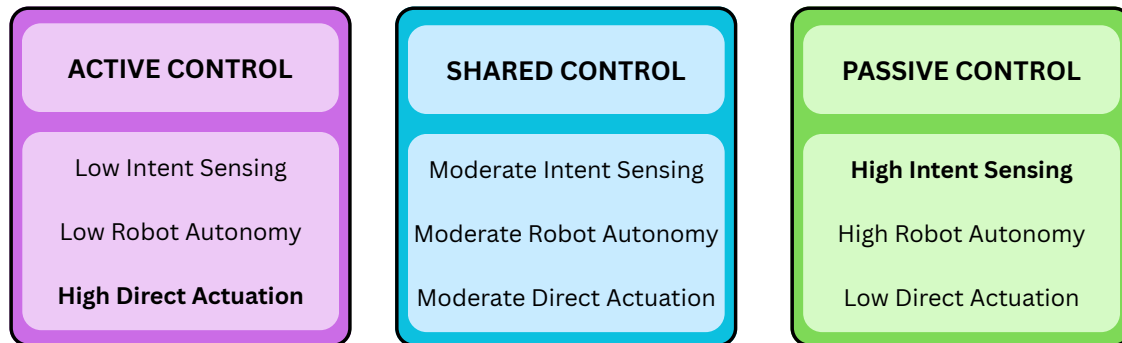 ACTIVE CONTROL
Low Intent Sensing
Low Robot Autonomy
High Direct Actuation
SHARED CONTROL
Moderate Intent Sensing
Moderate Robot Autonomy
Moderate Direct Actuation
PASSIVE CONTROL
High Intent Sensing
High Robot Autonomy
Low Direct Actuation